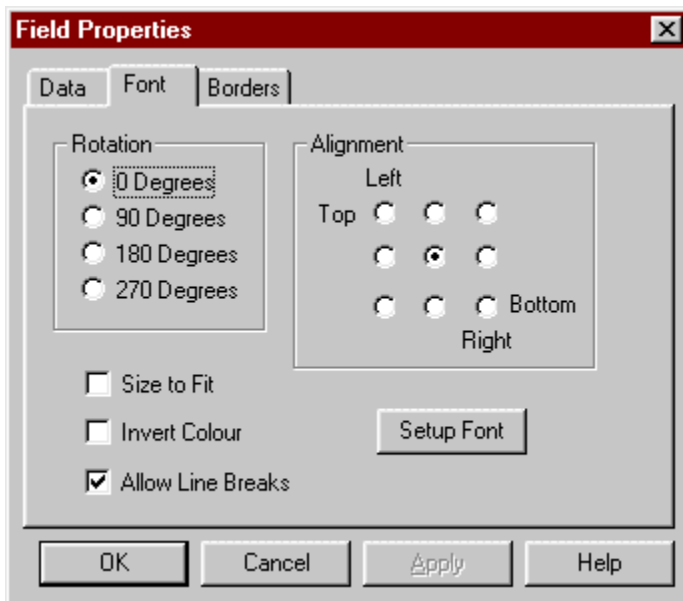 Field Properties
Data Font Borders
Rotation
0 Degrees
90 Degrees
180 Degrees
270 Degrees
Alignment
Left
Top
Bottom
Right
Size to Fit
Invert Colour
Allow Line Breaks
Setup Font
OK Cancel Apply Help